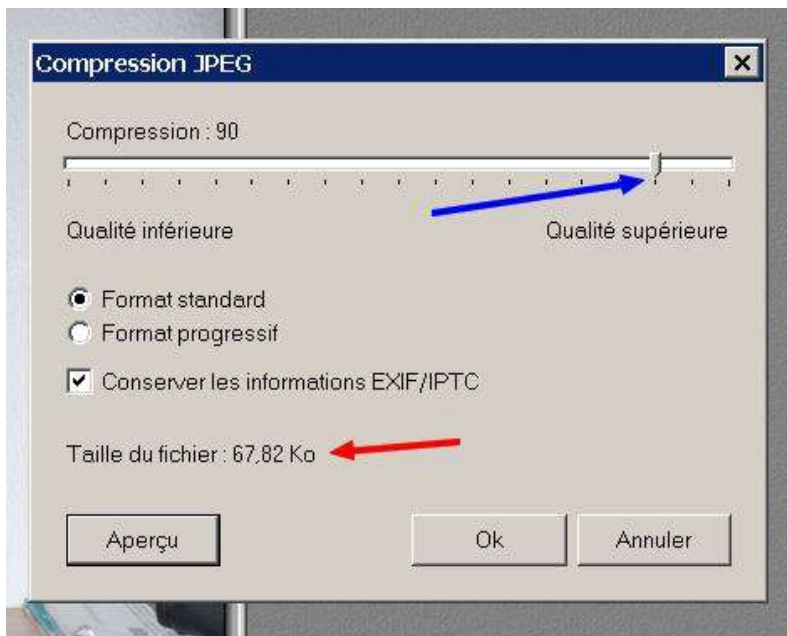 Compression JPEG
Compression : 90
Qualité inférieure
Qualité supérieure
Format standard
Format progressif
Conserver les informations EXIF/IPTC
Taille du fichier : 67,82 Ko
Aperçu
Ok
Annuler